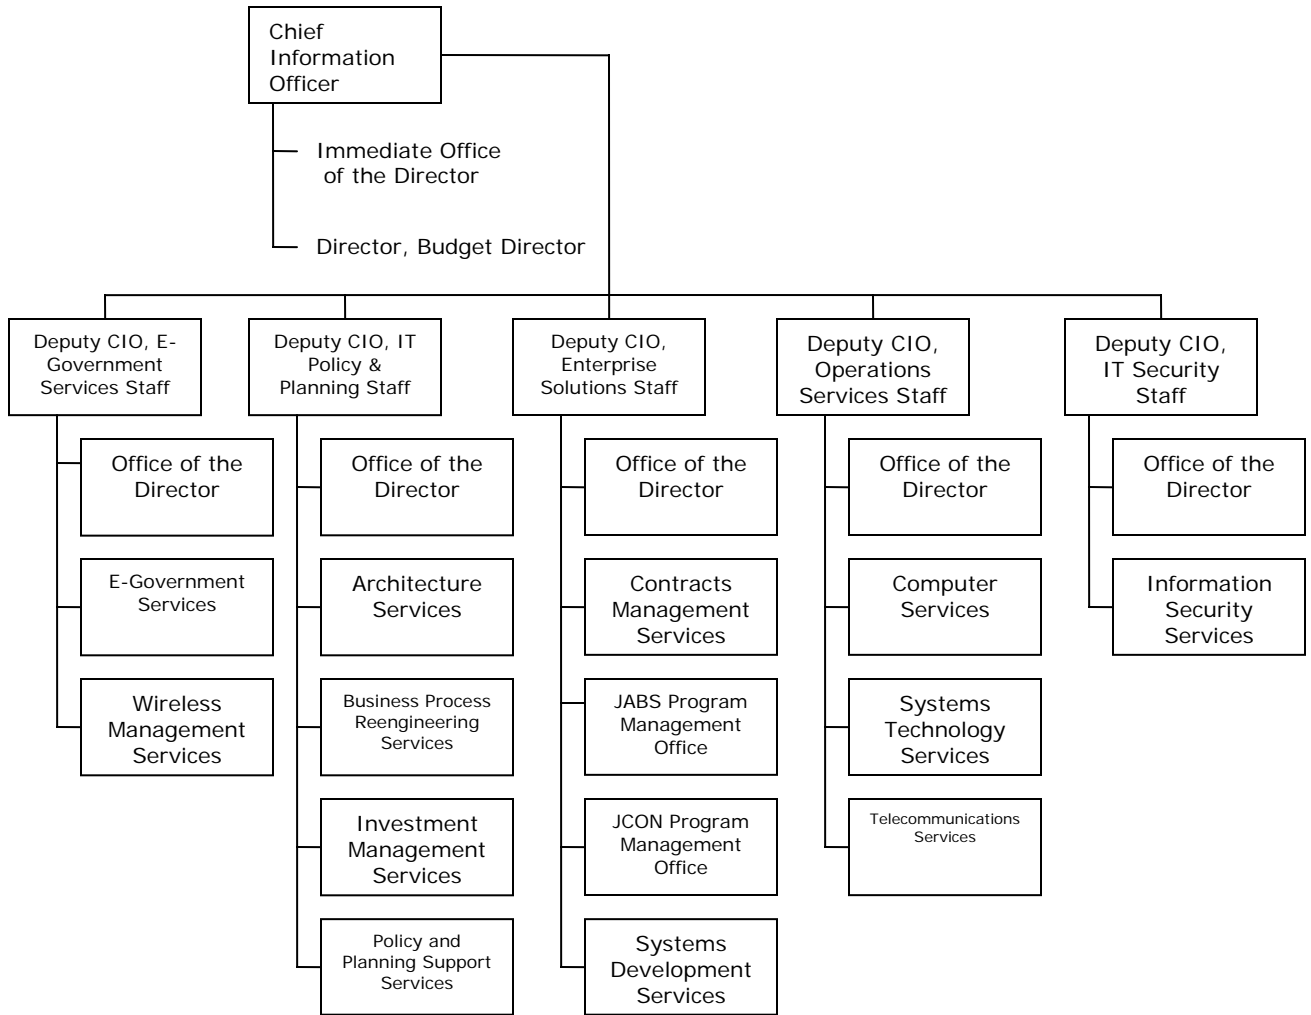 Chief
Information
Officer
Immediate Office
of the Director
Director, Budget Director
Deputy CIO, E-
Government
Services Staff
Office of the
Director
E-Government
Services
Wireless
Management
Services
Deputy CIO, IT
Policy &
Planning Staff
Office of the
Director
Architecture
Services
Business Process
Reengineering
Services
Investment
Management
Services
Policy and
Planning Support
Services
Deputy CIO,
Enterprise
Solutions Staff
Office of the
Director
Contracts
Management
Services
JABS Program
Management
Office
JCON Program
Management
Office
Systems
Development
Services
Deputy CIO,
Operations
Services Staff
Office of the
Director
Computer
Services
Systems
Technology
Services
Telecommunications
Services
Deputy CIO,
IT Security
Staff
Office of the
Director
Information
Security
Services